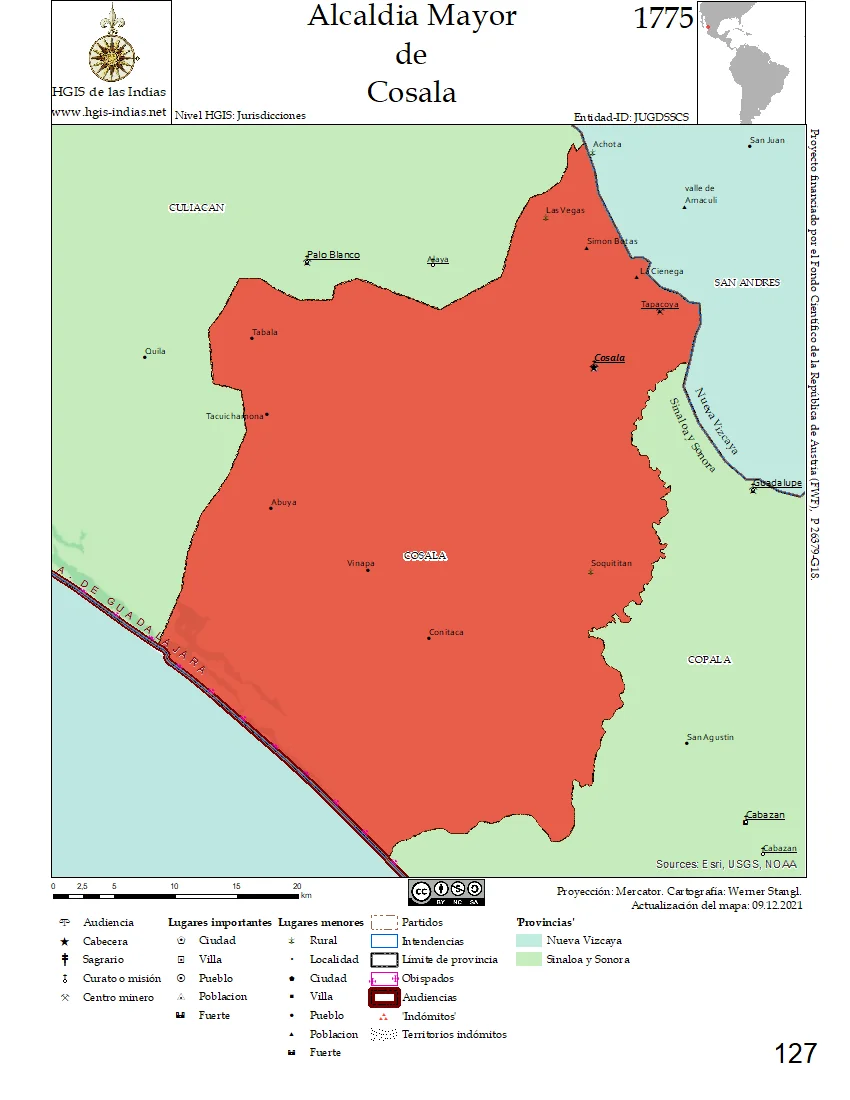 Alcaldia Mayor
de
Cosala
1775
HGIS de las Indias
www.hgis-indias.net
Nivel HGIS: Jurisdicciones
Entidad-ID: JUGDSSCS
Proyecto financiado por el Fondo Científico de la República de Austria (FWF), P 26379-G18.
Achota
San Juan
valle de
Amaculi
CULIACAN
Las Vegas
Simon Botas
Palo Blanco
Ajaya
La Cienega
SAN ANDRES
Tapacoya
Tabala
Quila
Cosala
Nueva Vizcaya
Sinaloa y Sonora
Tacuichamona
Guadalupe
Abuya
COSALA
Vinapa
Soquititan
A. DE GUADALAJARA
Conitaca
COPALA
San Agustin
Cabazan
Cabazan
Sources: Esri, USGS, NOAA
0 2,5 5 10 15 20
km
cc BY NC SA
Proyección: Mercator. Cartografía: Werner Stangl.
Actualización del mapa: 09.12.2021
Audiencia
Cabecera
Sagrario
Curato o misión
Centro minero
Lugares importantes
Ciudad
Villa
Pueblo
Poblacion
Fuerte
Lugares menores
Rural
Localidad
Ciudad
Villa
Pueblo
Poblacion
Fuerte
Partidos
Intendencias
Límite de provincia
Obispados
Audiencias
'Indómitos'
Territorios indómitos
'Provincias'
Nueva Vizcaya
Sinaloa y Sonora
127